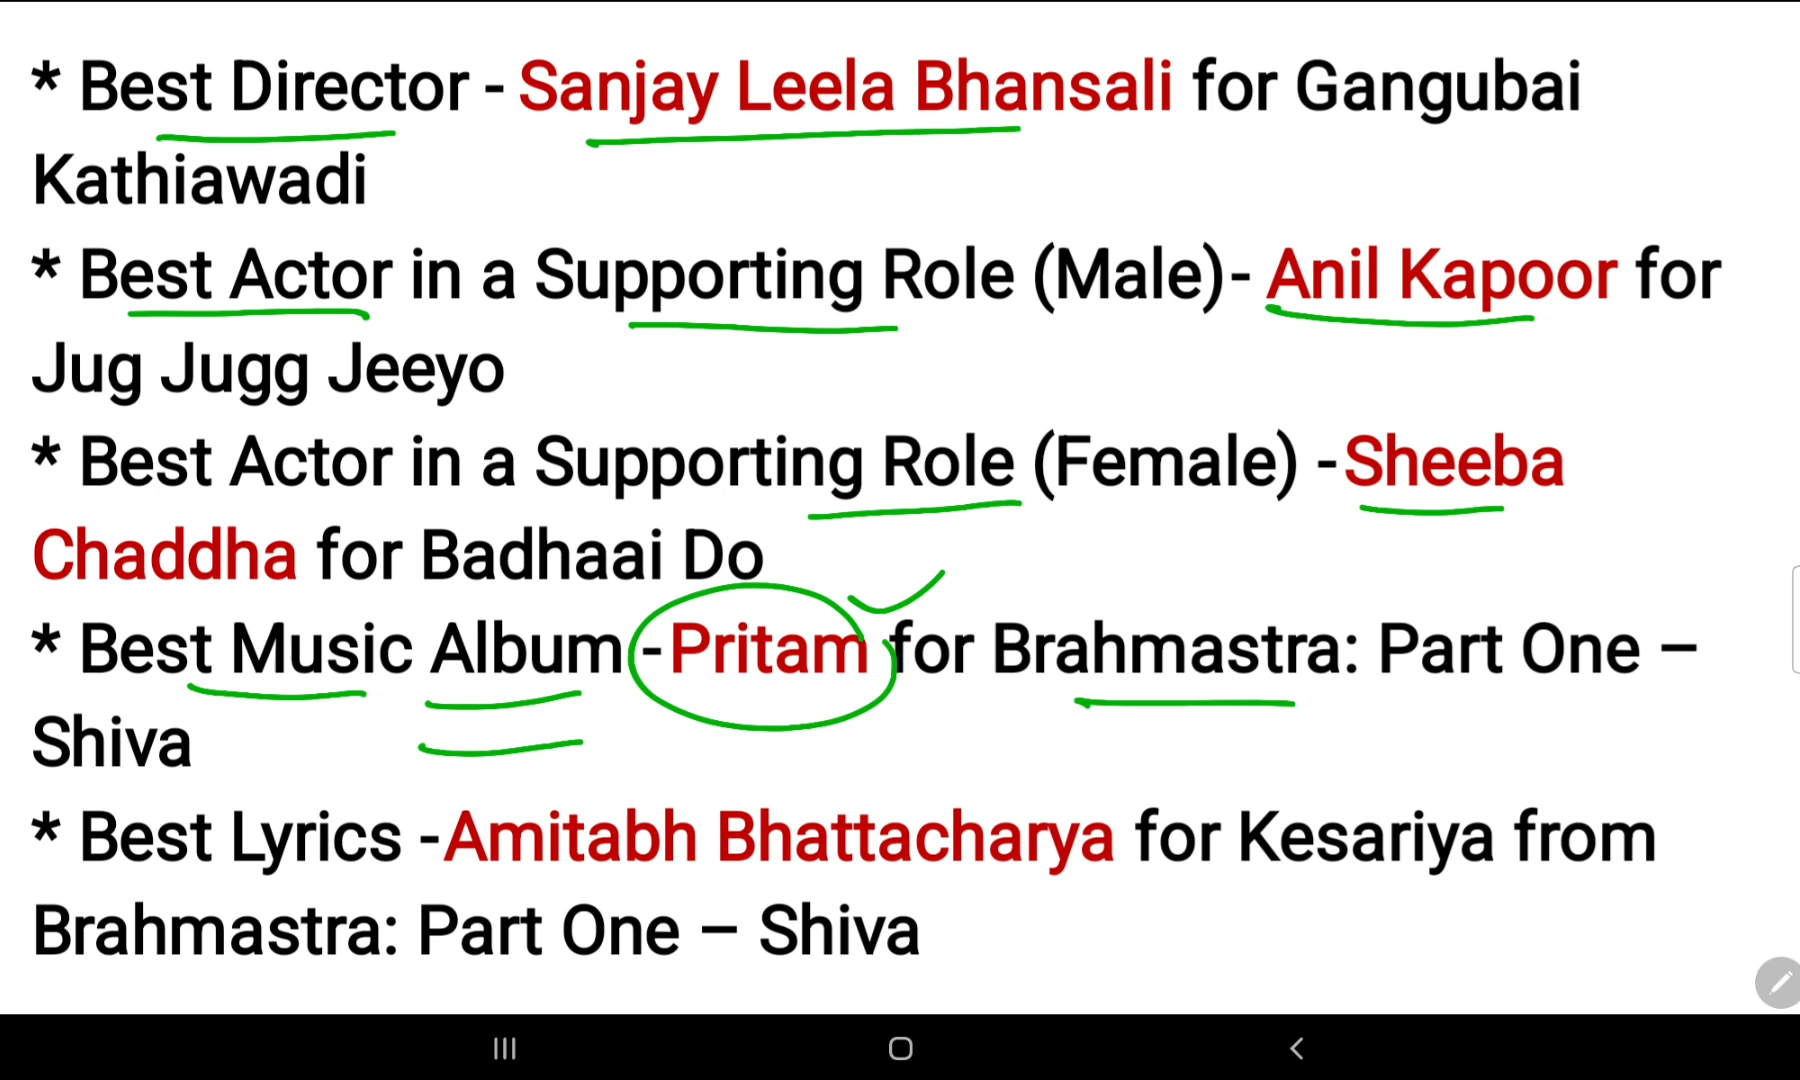 * Best Director - Sanjay Leela Bhansali for Gangubai
Kathiawadi
* Best Actor in a Supporting Role (Male)- Anil Kapoor for
Jug Jugg Jeeyo
* Best Actor in a Supporting Role (Female) -Sheeba
Chaddha for Badhaai Do
* Best Music Album -Pritam for Brahmastra: Part One –
Shiva
* Best Lyrics -Amitabh Bhattacharya for Kesariya from
Brahmastra: Part One – Shiva